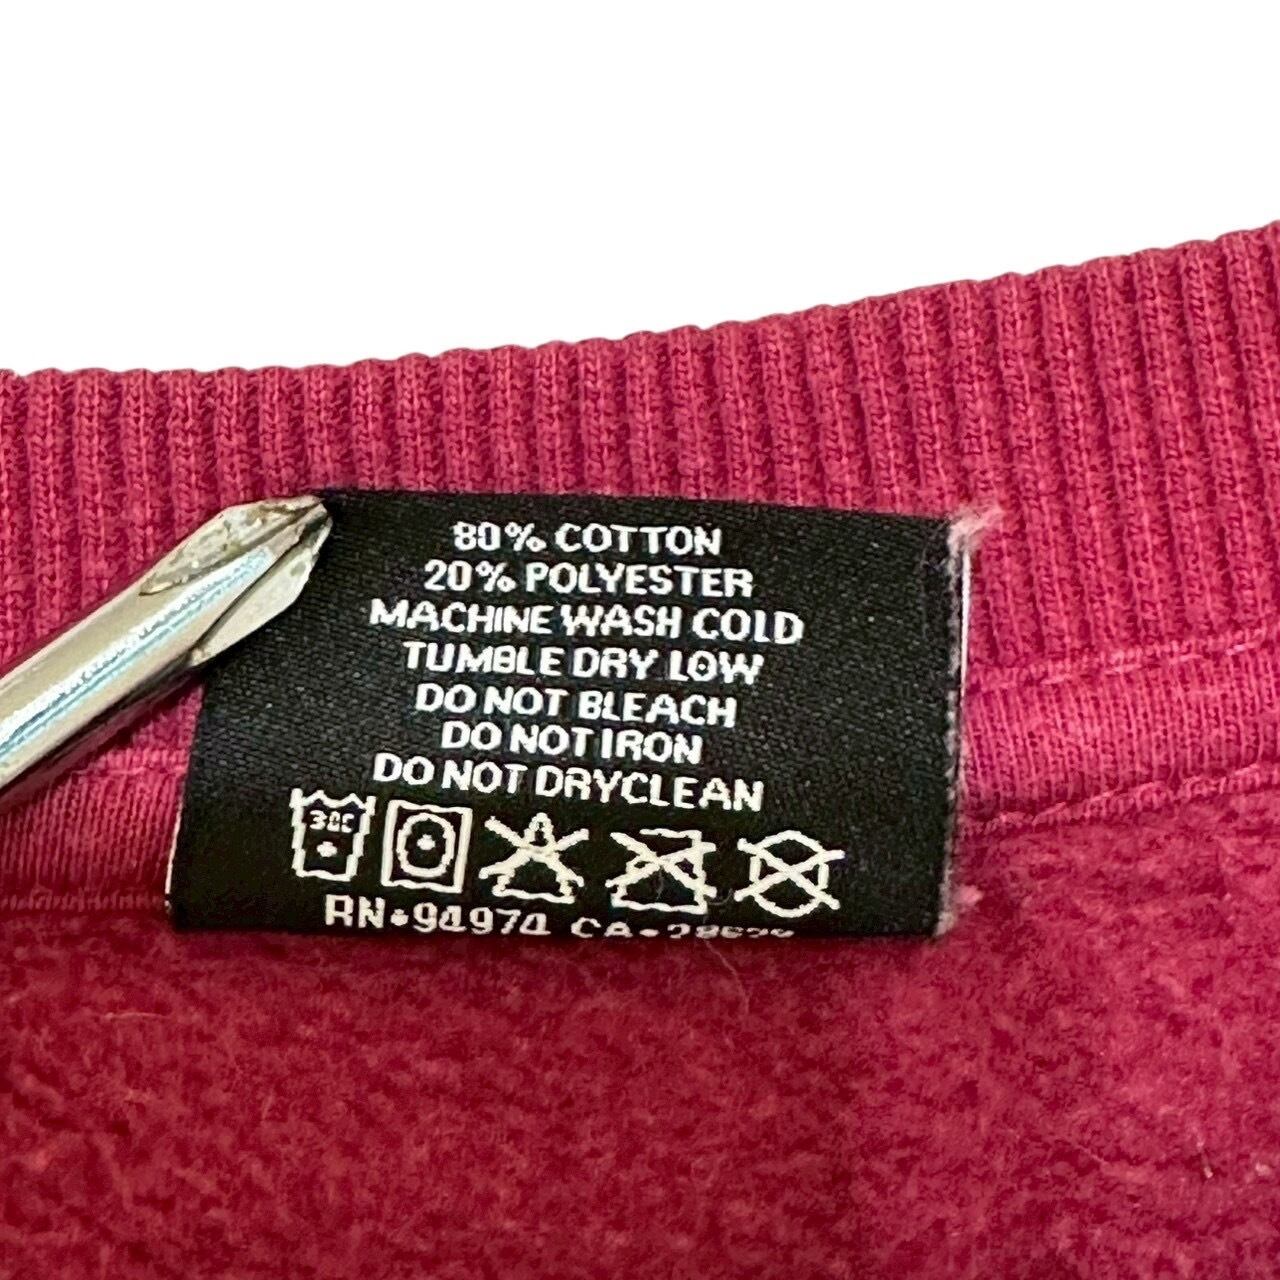 80% COTTON
20% POLYESTER
MACHINE WASH COLD
TUMBLE DRY LOW
DO NOT BLEACH
DO NOT IRON
DO NOT DRYCLEAN
30C
RN•94974 CA•